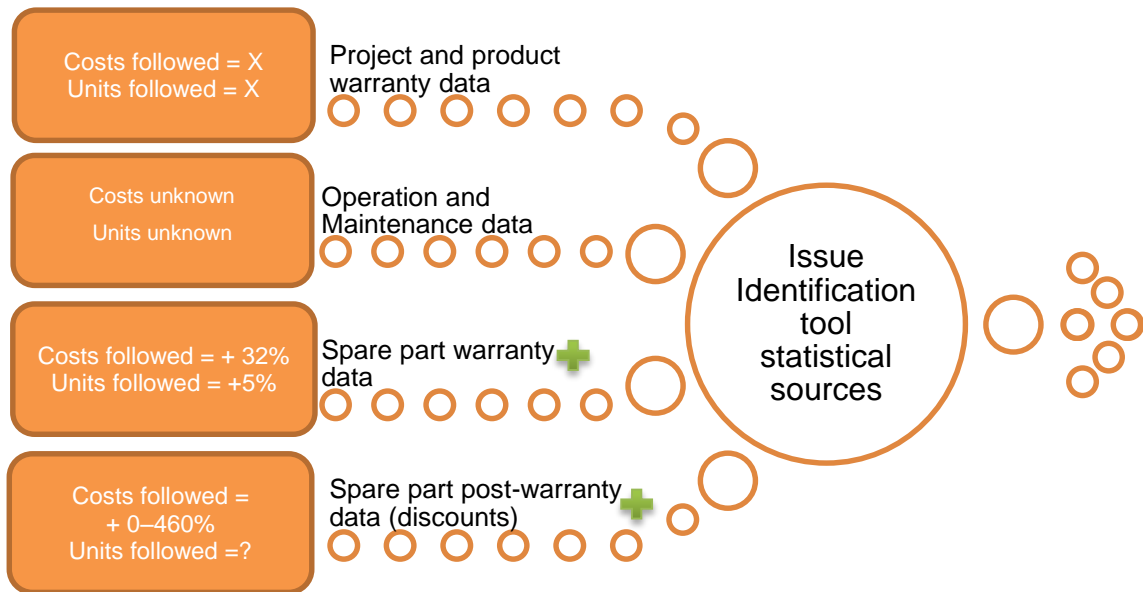 Costs followed = X
Units followed = X
Project and product
warranty data
Costs unknown
Units unknown
Operation and
Maintenance data
Costs followed = + 32%
Units followed = +5%
Spare part warranty
data
Costs followed =
+ 0–460%
Units followed =?
Spare part post-warranty
data (discounts)
Issue
Identification
tool
statistical
sources